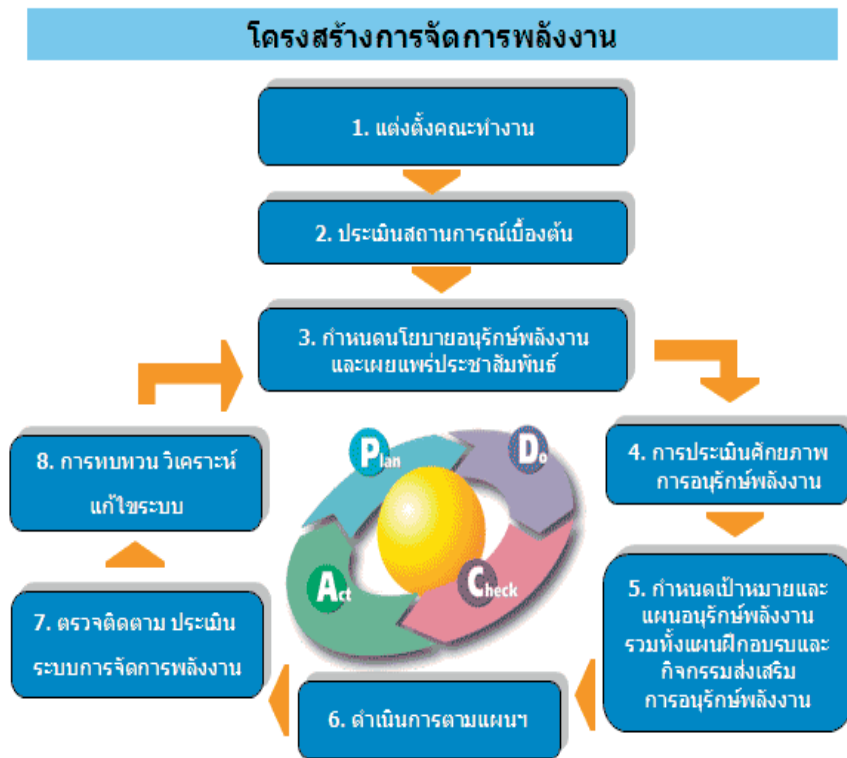 โครงสร้างการจัดการพลังงาน
1. แต่งตั้งคณะทำงาน
2. ประเมินสถานการณ์เบื้องต้น
3. กำหนดนโยบายอนุรักษ์พลังงาน
และเผยแพร่ประชาสัมพันธ์
4. การประเมินศักยภาพ
การอนุรักษ์พลังงาน
5. กำหนดเป้าหมายและ
แผนอนุรักษ์พลังงาน
รวมทั้งแผนฝึกอบรมและ
กิจกรรมส่งเสริม
การอนุรักษ์พลังงาน
6. ดำเนินการตามแผนฯ
7. ตรวจติดตาม ประเมิน
ระบบการจัดการพลังงาน
8. การทบทวน วิเคราะห์
แก้ไขระบบ
Plan
Do
Check
Act